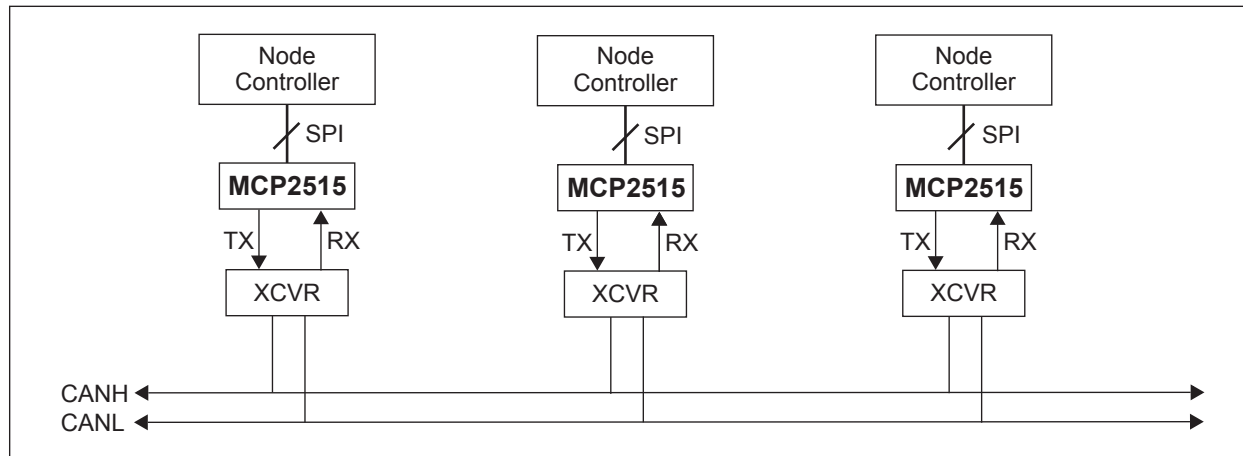 Node
Controller
Node
Controller
Node
Controller
SPI
SPI
SPI
MCP2515
MCP2515
MCP2515
TX
RX
TX
RX
TX
RX
XCVR
XCVR
XCVR
CANH
CANL